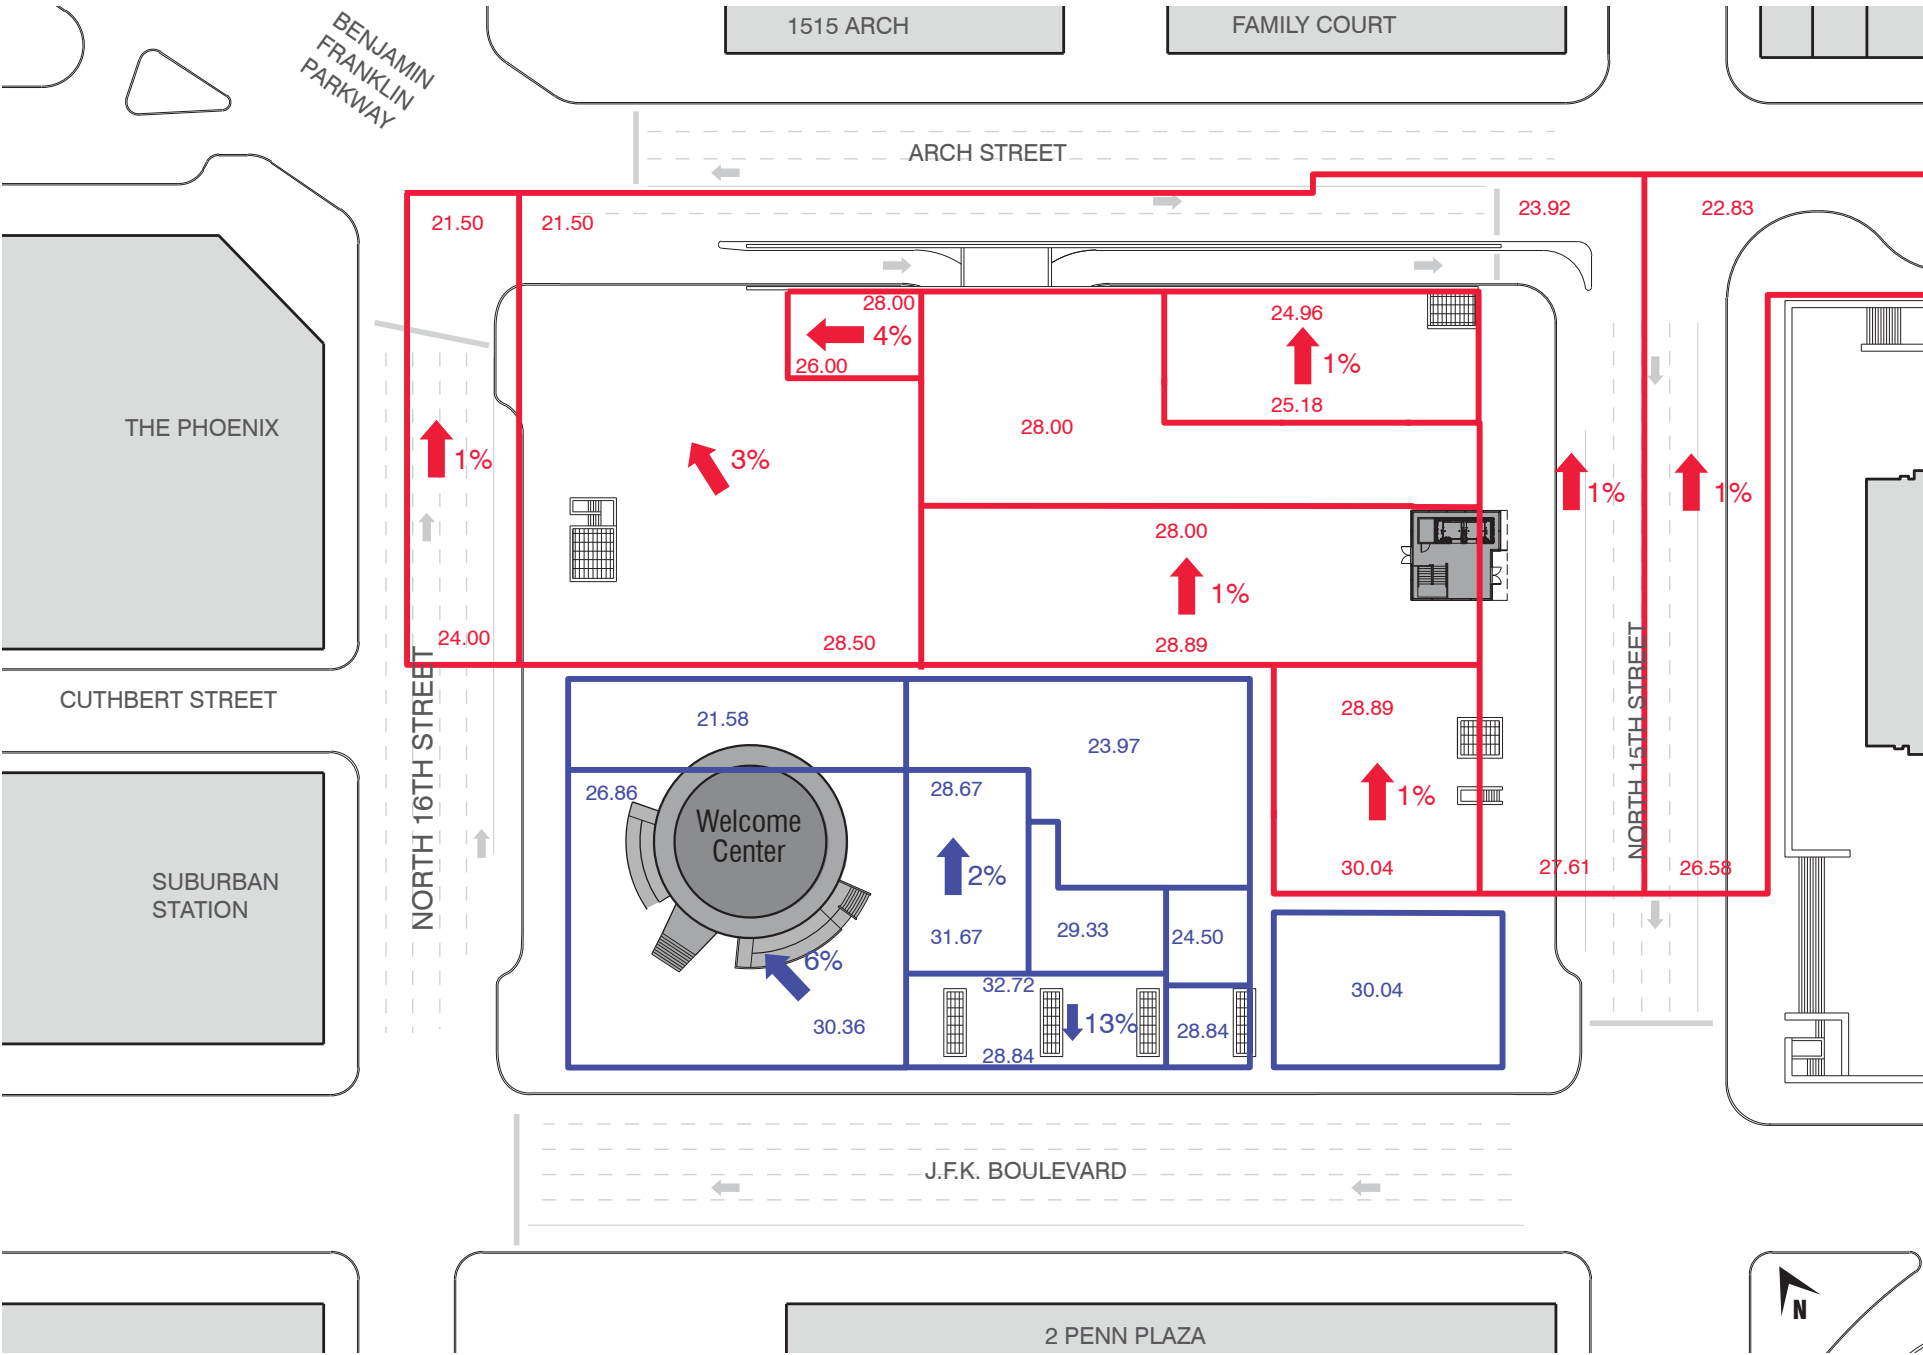 1515 ARCH
FAMILY COURT
BENJAMIN
FRANKLIN
PARKWAY
ARCH STREET
21.50
21.50
23.92
22.83
28.00
4%
26.00
24.96
1%
25.18
28.00
THE PHOENIX
1%
3%
1%
1%
28.00
1%
24.00
28.50
28.89
CUTHBERT STREET
NORTH 16TH STREET
NORTH 15TH STREET
21.58
23.97
28.89
26.86
28.67
1%
Welcome
Center
2%
30.04
27.61
26.58
SUBURBAN
STATION
31.67
29.33
24.50
6%
32.72
30.04
30.36
13%
28.84
28.84
J.F.K. BOULEVARD
N
2 PENN PLAZA